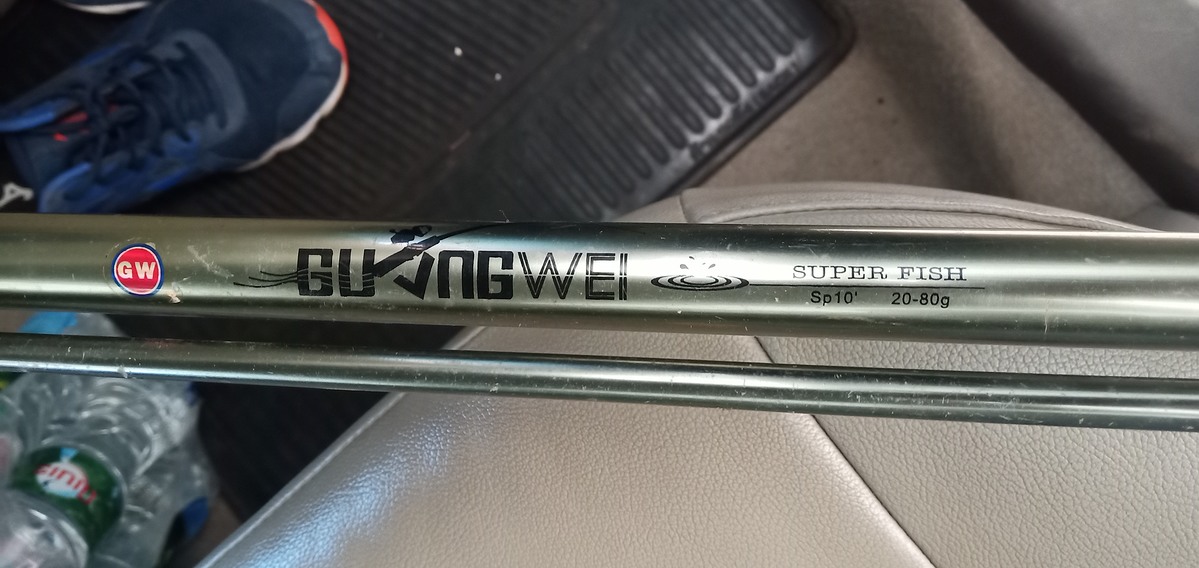 GW
GUANGWEI
SUPER FISH
Sp10' 20-80g